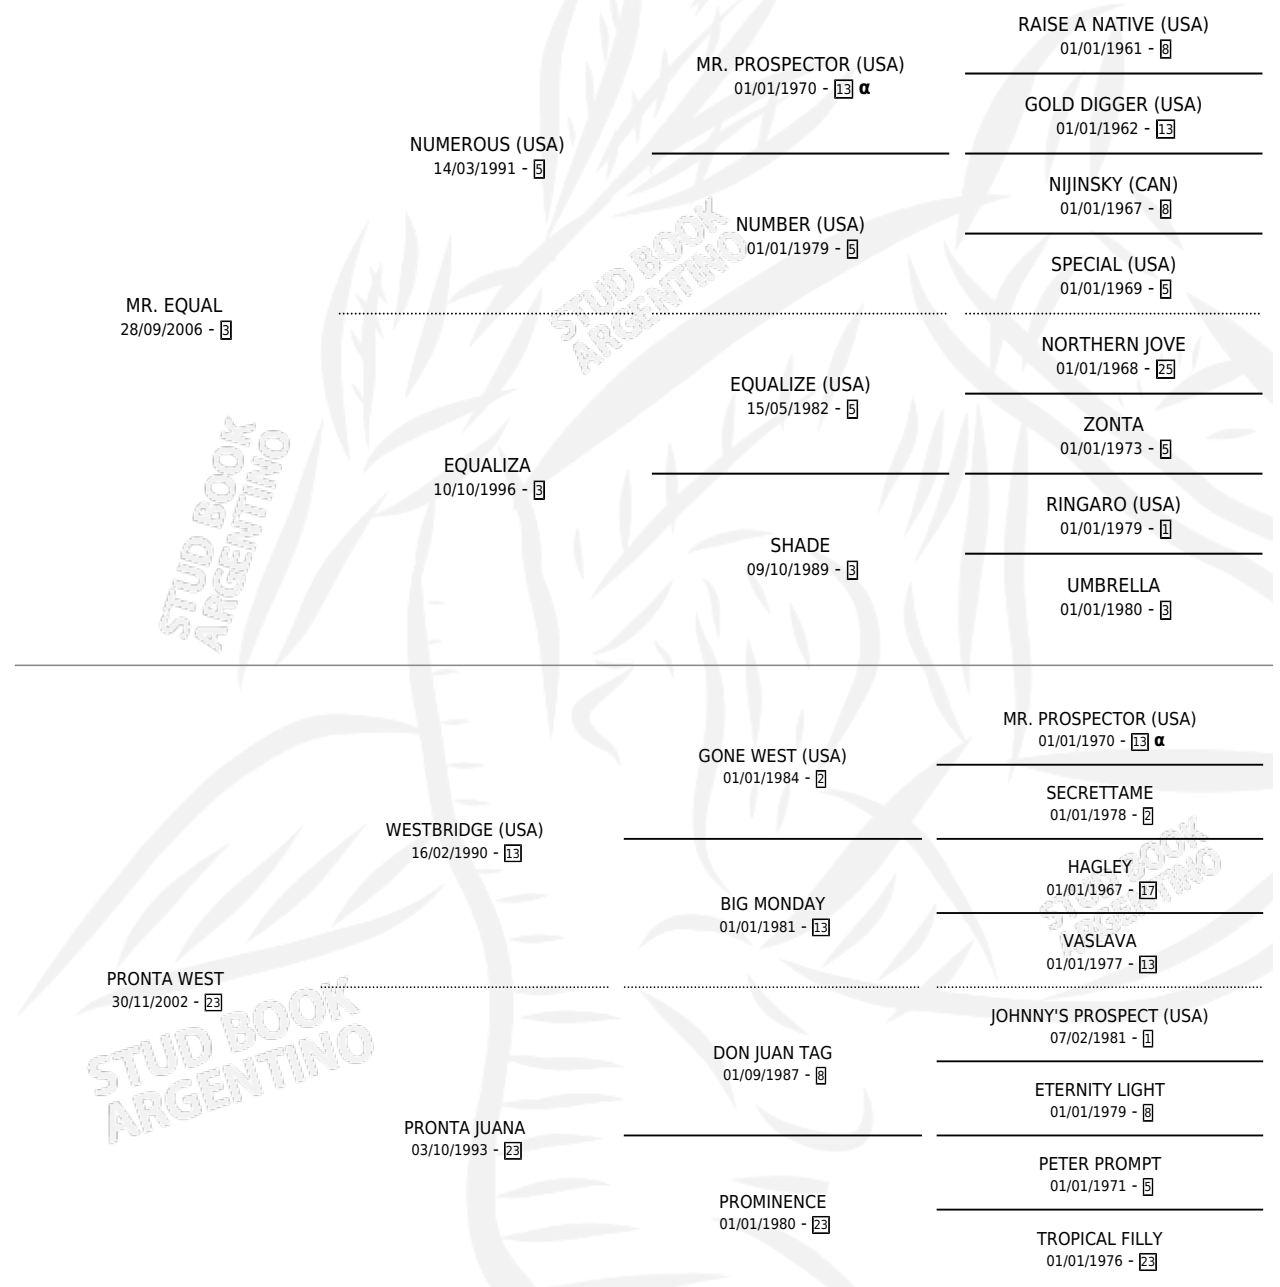 RAISE A NATIVE (USA)
01/01/1961 - 8
MR. PROSPECTOR (USA)
01/01/1970 - 13 α
GOLD DIGGER (USA)
01/01/1962 - 13
NUMEROUS (USA)
14/03/1991 - 5
NIJINSKY (CAN)
01/01/1967 - 8
NUMBER (USA)
01/01/1979 - 5
SPECIAL (USA)
01/01/1969 - 5
MR. EQUAL
28/09/2006 - 3
STUD BOOK
ARGENTINO
NORTHERN JOVE
01/01/1968 - 25
EQUALIZE (USA)
15/05/1982 - 5
ZONTA
01/01/1973 - 5
EQUALIZA
10/10/1996 - 3
STUD BOOK
ARGENTINO
RINGARO (USA)
01/01/1979 - 1
SHADE
09/10/1989 - 3
UMBRELLA
01/01/1980 - 3
MR. PROSPECTOR (USA)
01/01/1970 - 13 α
GONE WEST (USA)
01/01/1984 - 2
SECRETTAME
01/01/1978 - 2
WESTBRIDGE (USA)
16/02/1990 - 13
HAGLEY
01/01/1967 - 17
STUD BOOK
ARGENTINO
BIG MONDAY
01/01/1981 - 13
VASLAVA
01/01/1977 - 13
PRONTA WEST
30/11/2002 - 23
STUD BOOK
ARGENTINO
JOHNNY'S PROSPECT (USA)
07/02/1981 - 1
DON JUAN TAG
01/09/1987 - 8
ETERNITY LIGHT
01/01/1979 - 8
PRONTA JUANA
03/10/1993 - 23
PETER PROMPT
01/01/1971 - 5
PROMINENCE
01/01/1980 - 23
TROPICAL FILLY
01/01/1976 - 23